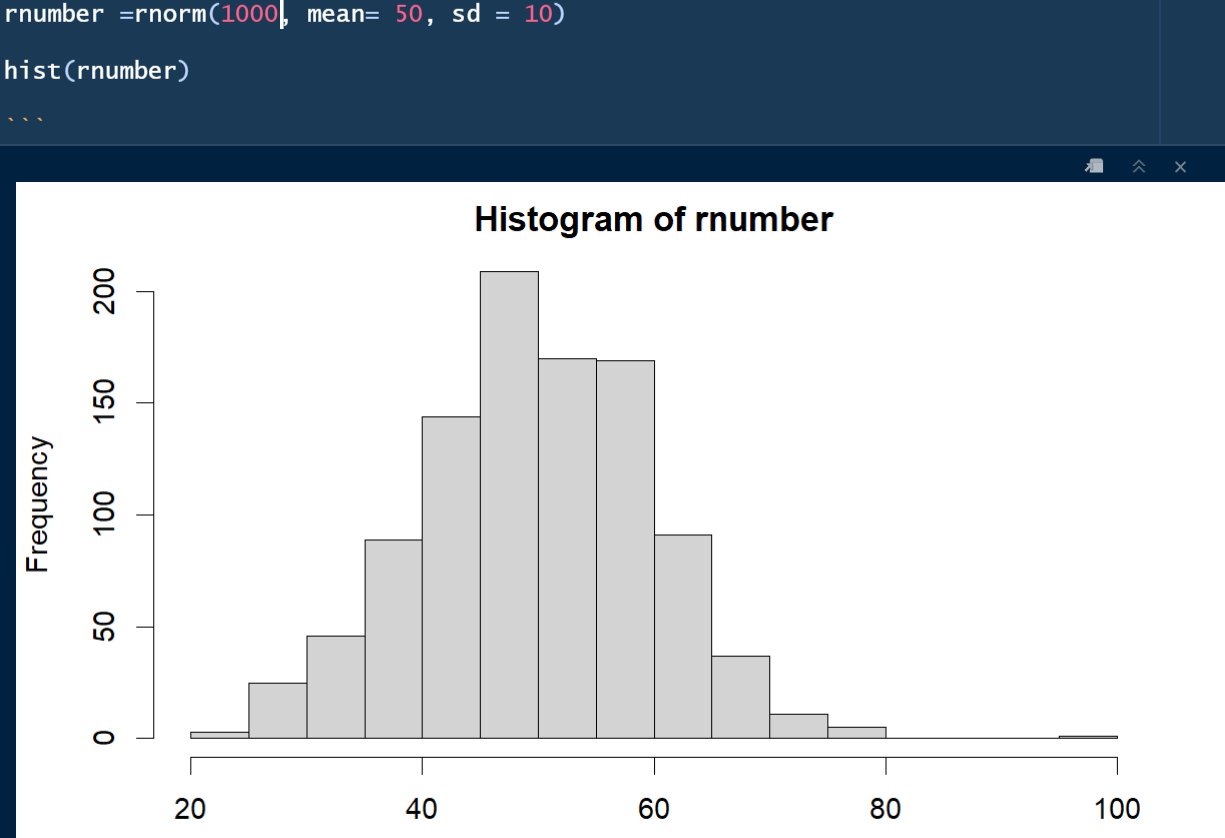 rnumber =rnorm(1000, mean= 50, sd = 10)
hist(rnumber)
```
Histogram of rnumber
Frequency
200
150
100
50
0
20 40 60 80 100